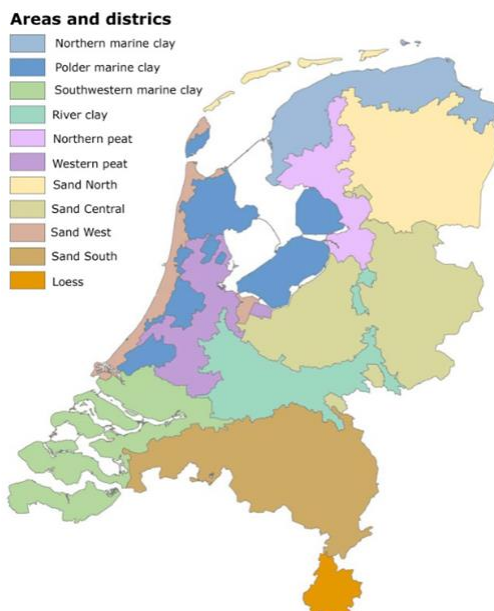 Areas and districs
Northern marine clay
Polder marine clay
Southwestern marine clay
River clay
Northern peat
Western peat
Sand North
Sand Central
Sand West
Sand South
Loess